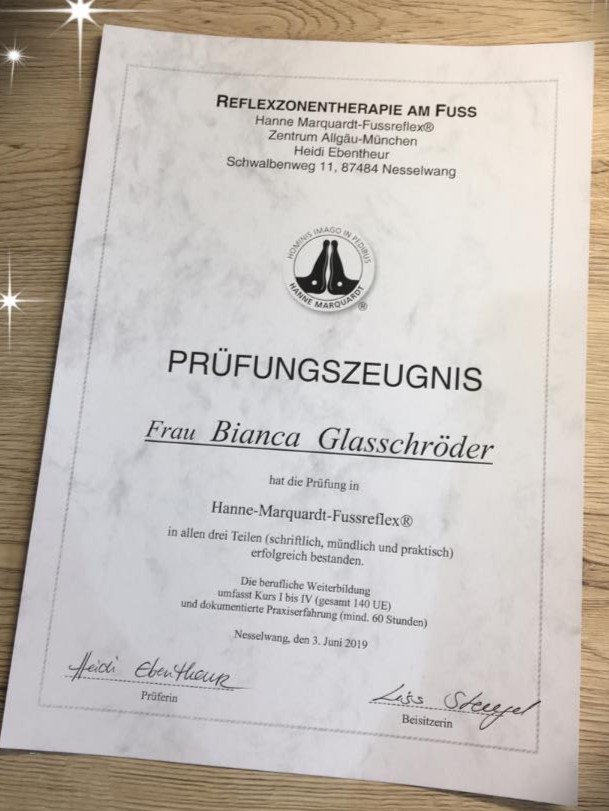 REFLEXZONENTHERAPIE AM FUSS
Hanne Marquardt-Fussreflex®
Zentrum Allgäu-München
Heidi Ebentheur
Schwalbenweg 11, 87484 Nesselwang
HOMINIS IMAGO IN PEDIBUS
HANNE MARQUARDT
®
PRÜFUNGSZEUGNIS
Frau Bianca Glasschröder
hat die Prüfung in
Hanne-Marquardt-Fussreflex®
in allen drei Teilen (schriftlich, mündlich und praktisch)
erfolgreich bestanden.
Die berufliche Weiterbildung
umfasst Kurs I bis IV (gesamt 140 UE)
und dokumentierte Praxiserfahrung (mind. 60 Stunden)
Nesselwang, den 3. Juni 2019
Heidi Ebentheur
Prüferin
Beisitzerin